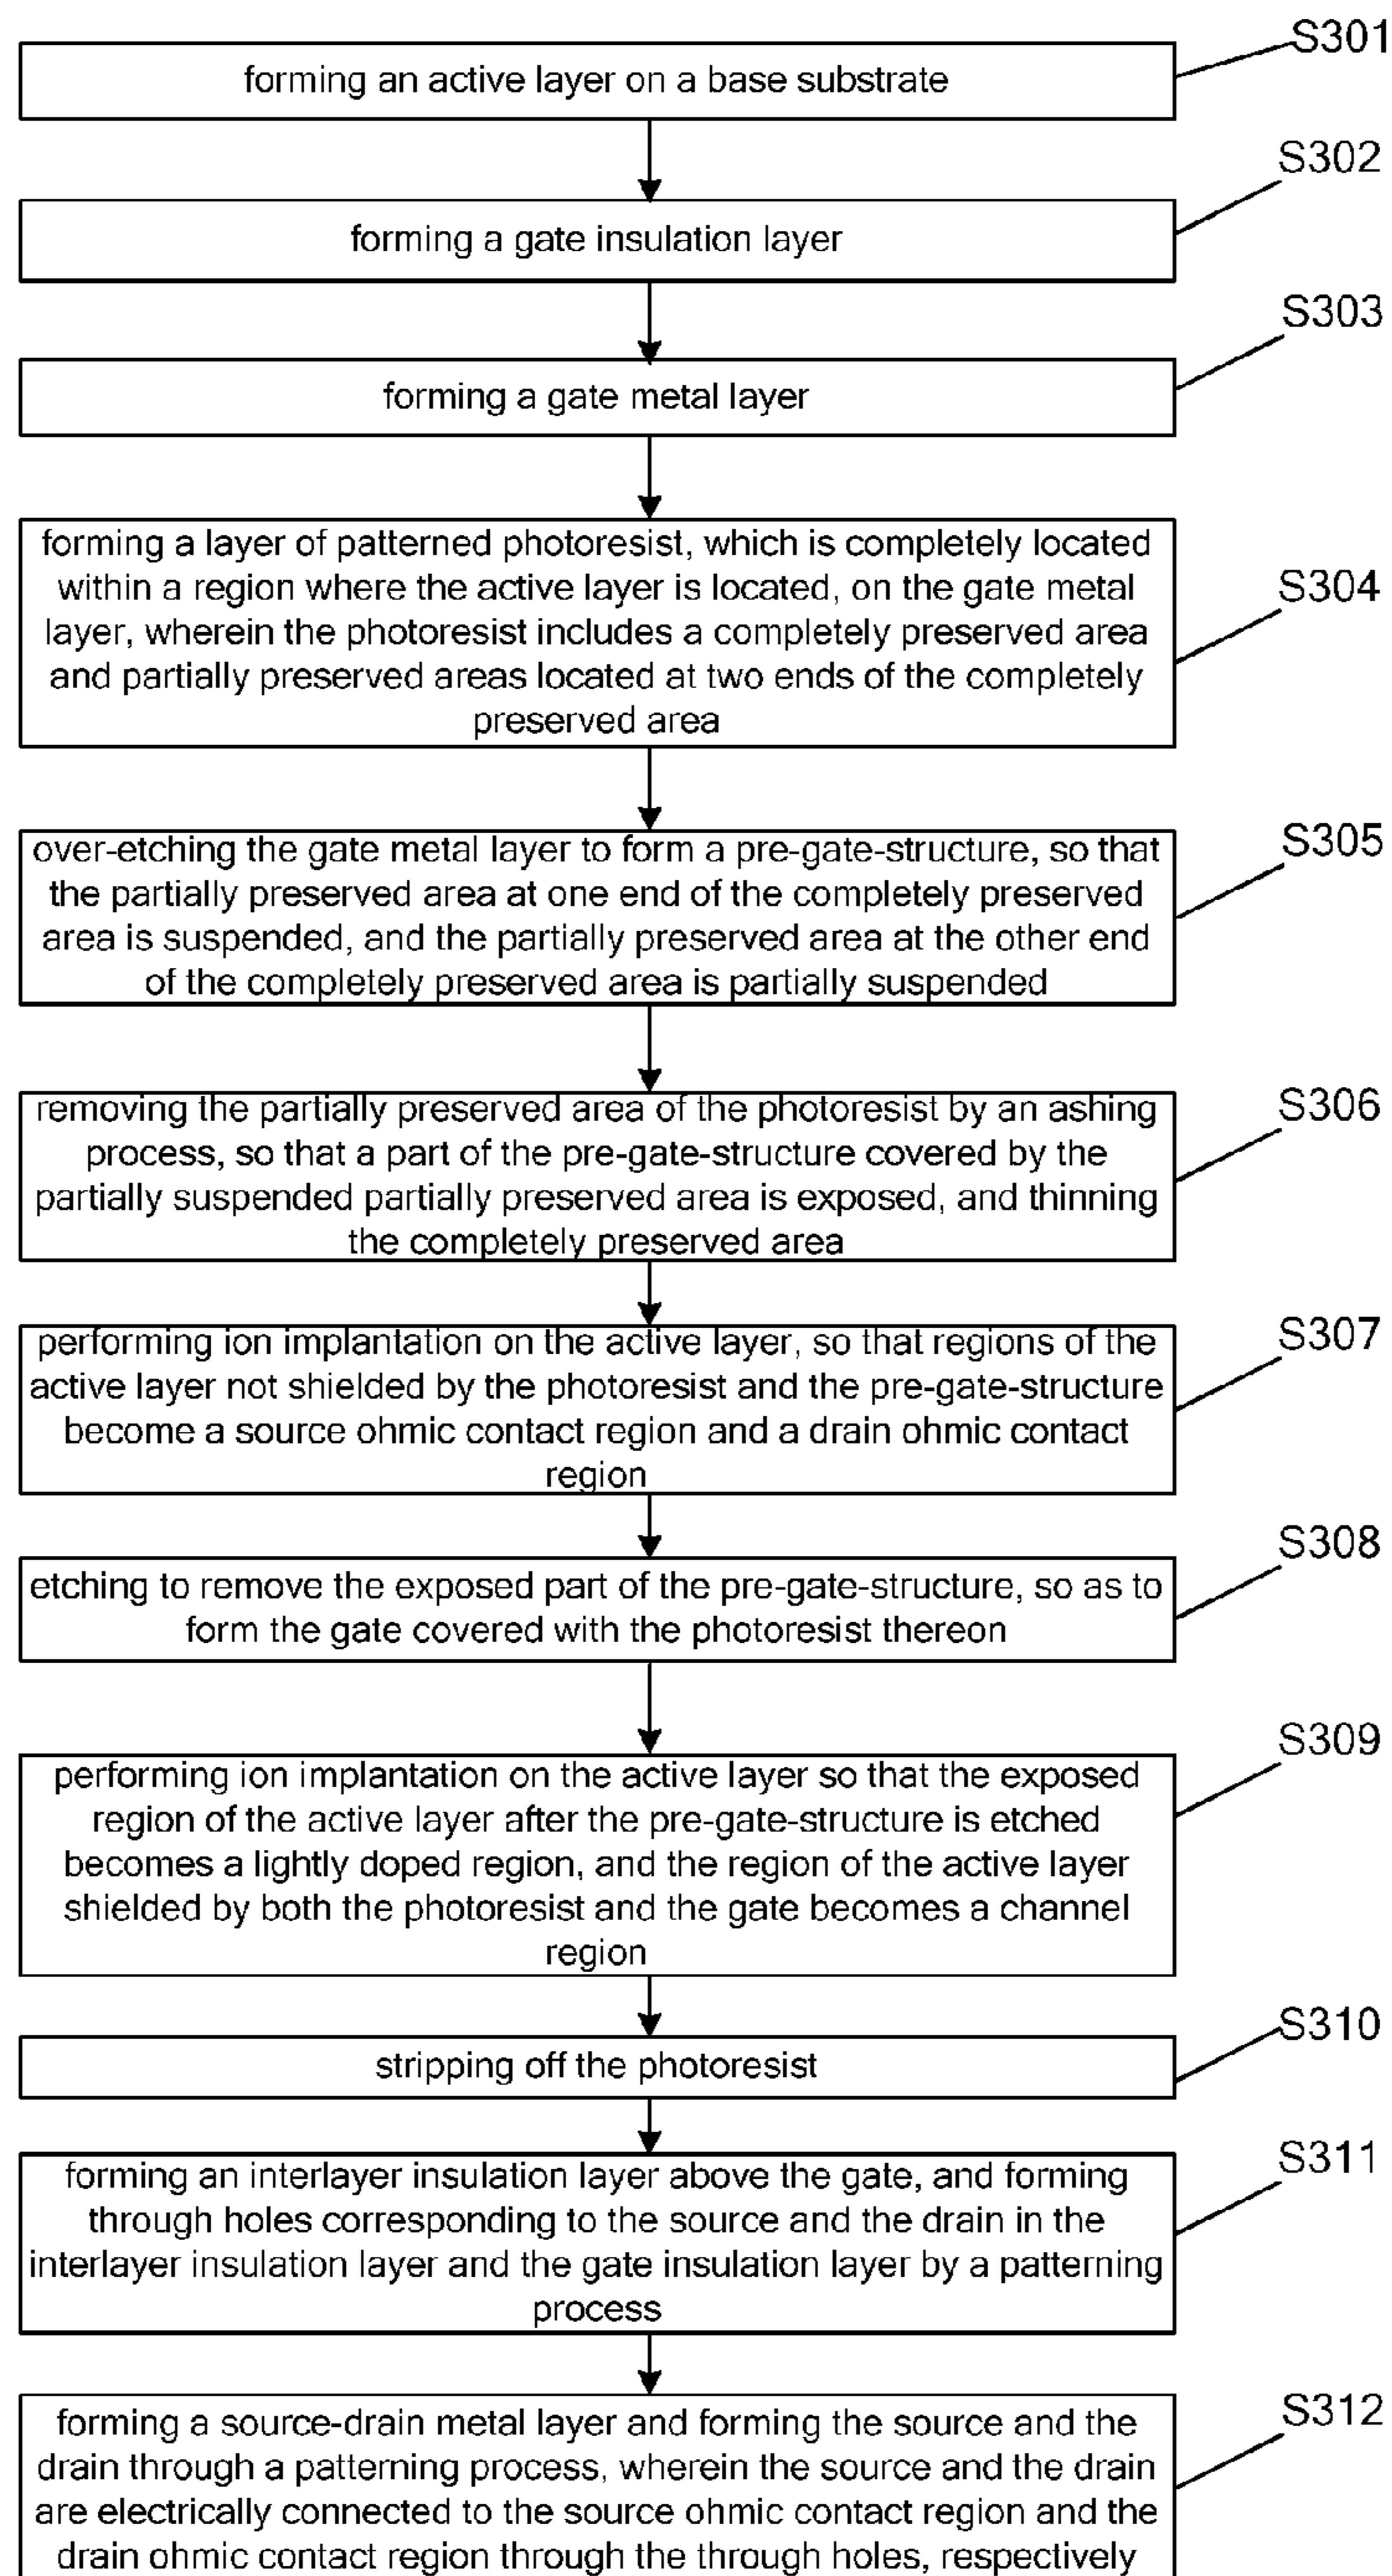 S301
forming an active layer on a base substrate
S302
forming a gate insulation layer
S303
forming a gate metal layer
S304
forming a layer of patterned photoresist, which is completely located
within a region where the active layer is located, on the gate metal
layer, wherein the photoresist includes a completely preserved area
and partially preserved areas located at two ends of the completely
preserved area
S305
over-etching the gate metal layer to form a pre-gate-structure, so that
the partially preserved area at one end of the completely preserved
area is suspended, and the partially preserved area at the other end
of the completely preserved area is partially suspended
S306
removing the partially preserved area of the photoresist by an ashing
process, so that a part of the pre-gate-structure covered by the
partially suspended partially preserved area is exposed, and thinning
the completely preserved area
S307
performing ion implantation on the active layer, so that regions of the
active layer not shielded by the photoresist and the pre-gate-structure
become a source ohmic contact region and a drain ohmic contact
region
S308
etching to remove the exposed part of the pre-gate-structure, so as to
form the gate covered with the photoresist thereon
S309
performing ion implantation on the active layer so that the exposed
region of the active layer after the pre-gate-structure is etched
becomes a lightly doped region, and the region of the active layer
shielded by both the photoresist and the gate becomes a channel
region
S310
stripping off the photoresist
S311
forming an interlayer insulation layer above the gate, and forming
through holes corresponding to the source and the drain in the
interlayer insulation layer and the gate insulation layer by a patterning
process
S312
forming a source-drain metal layer and forming the source and the
drain through a patterning process, wherein the source and the drain
are electrically connected to the source ohmic contact region and the
drain ohmic contact region through the through holes, respectively